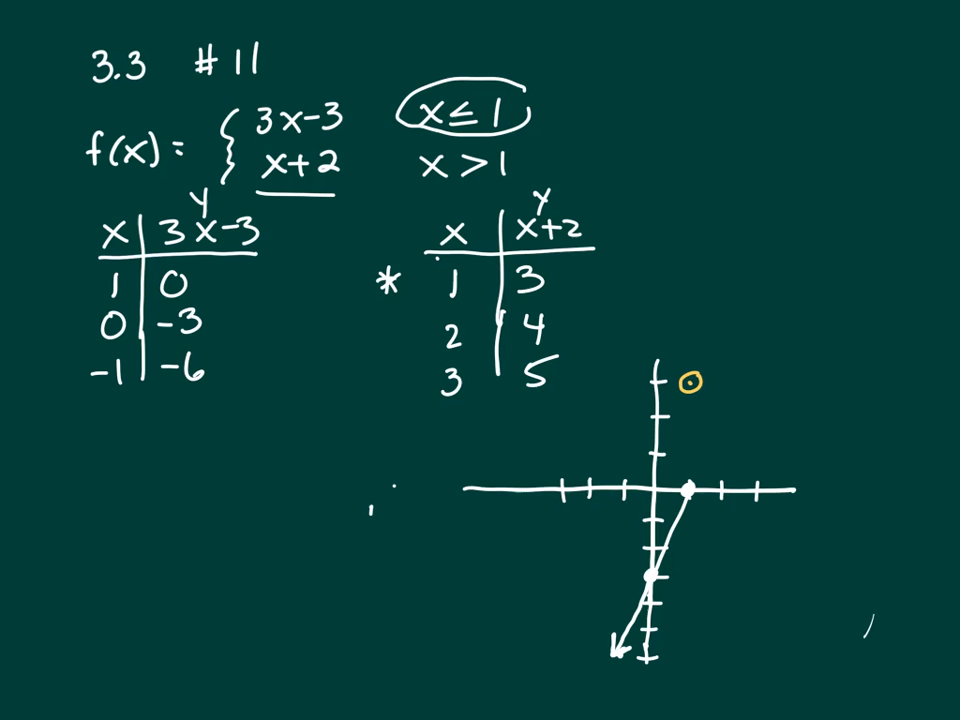 3.3 # 11
f(x) = { 3x-3 x ≤ 1
x+2 x > 1
y y
x 3x-3 x x+2
1 0 * 1 3
0 -3 2 4
-1 -6 3 5